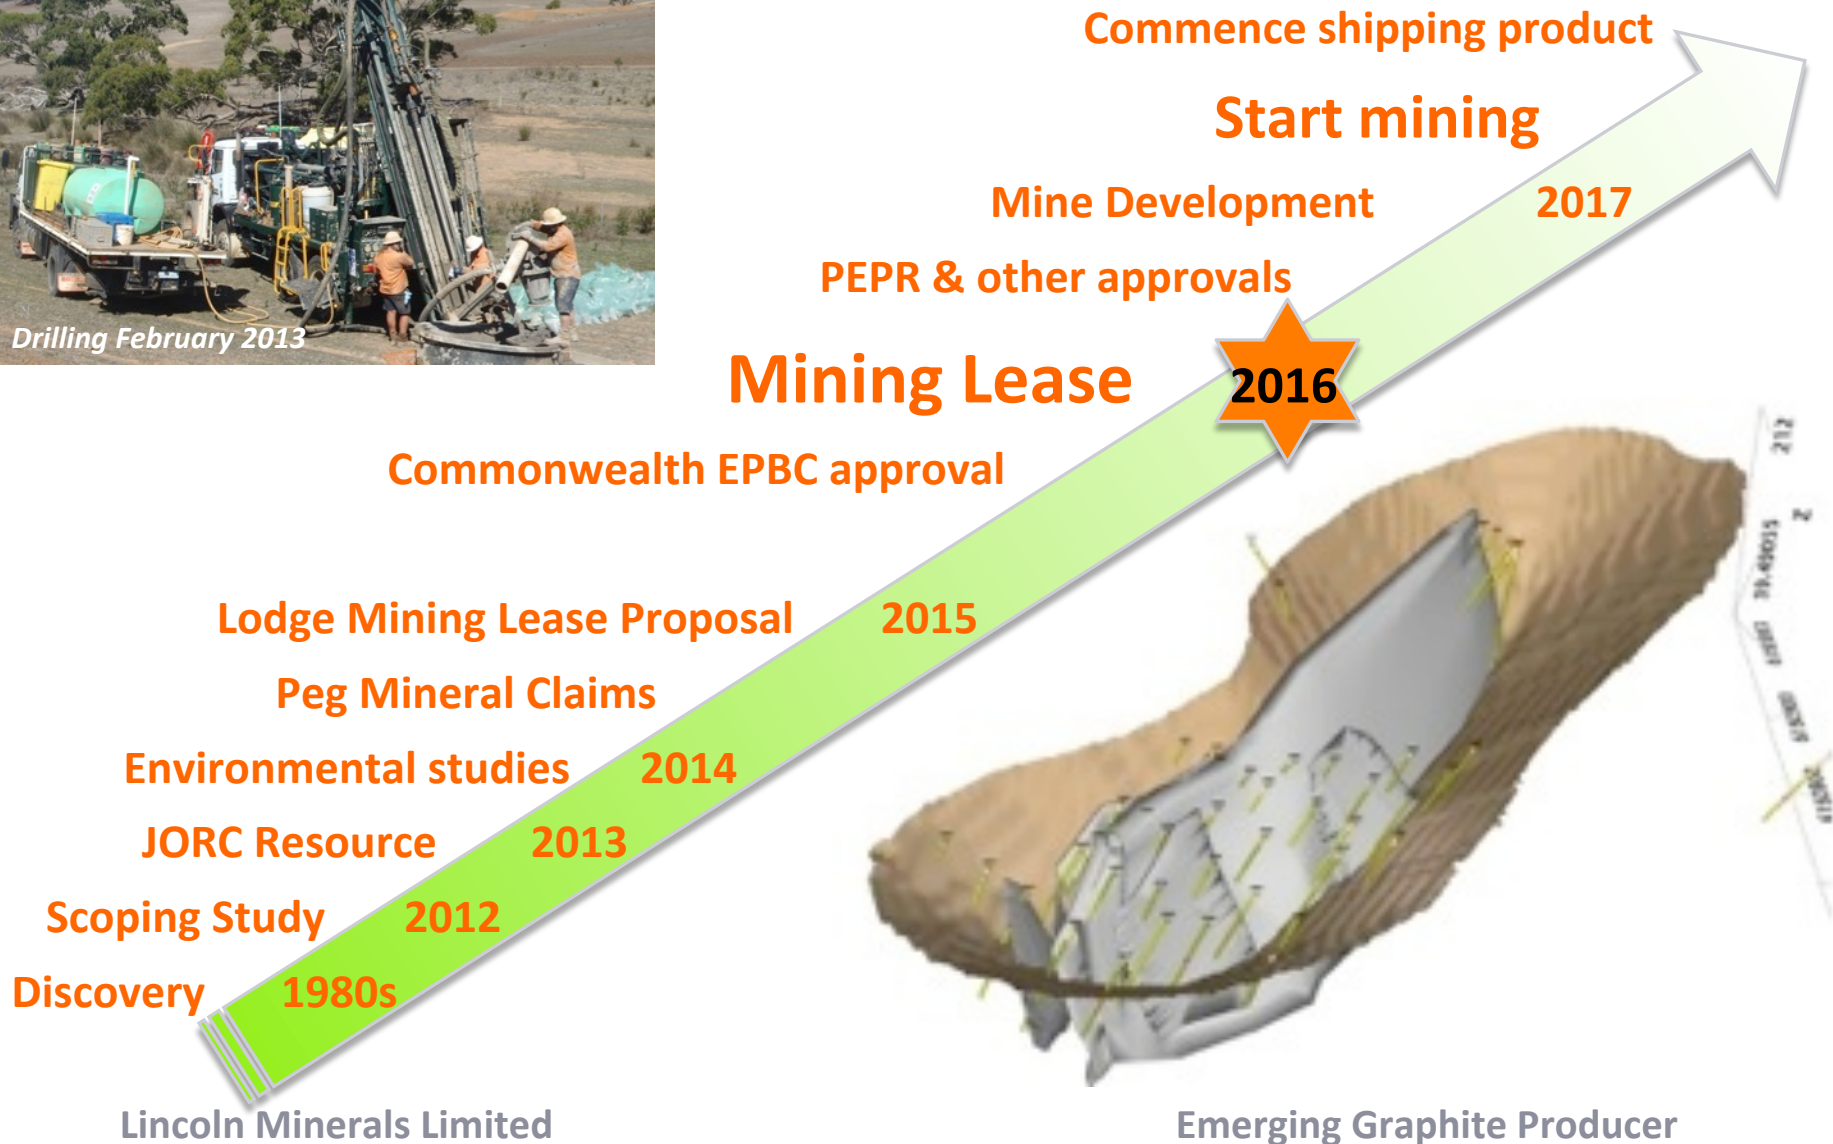 Commence shipping product
Start mining
Mine Development 2017
PEPR & other approvals
Drilling February 2013
Mining Lease 2016
Commonwealth EPBC approval
212
Z
Lodge Mining Lease Proposal 2015
Peg Mineral Claims
Environmental studies 2014
JORC Resource 2013
Scoping Study 2012
Discovery 1980s
Lincoln Minerals Limited
Emerging Graphite Producer